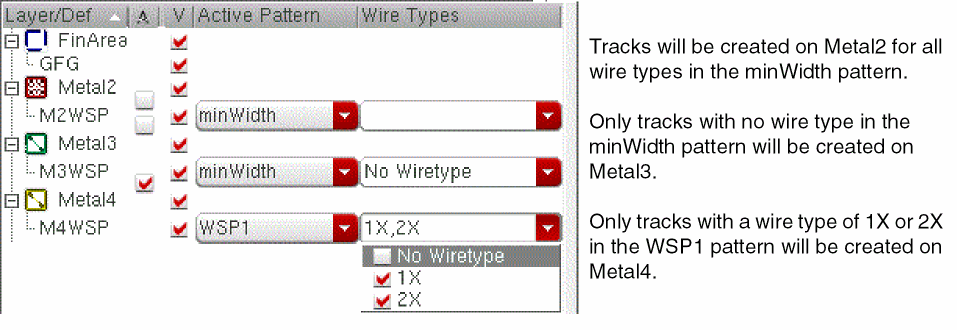 Layer/Def A V Active Pattern Wire Types
FinArea
GFG
Metal2
M2WSP minWidth
Metal3
M3WSP minWidth No Wiretype
Metal4
M4WSP WSP1 1X,2X
No Wiretype
1X
2X
Tracks will be created on Metal2 for all
wire types in the minWidth pattern.
Only tracks with no wire type in the
minWidth pattern will be created on
Metal3.
Only tracks with a wire type of 1X or 2X
in the WSP1 pattern will be created on
Metal4.